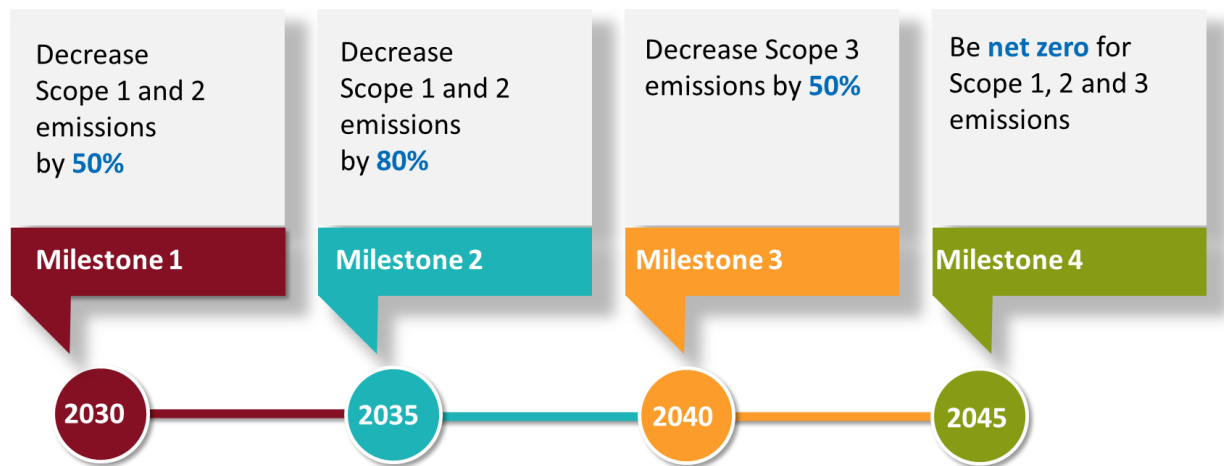 Decrease
Scope 1 and 2
emissions
by 50%
Milestone 1
2030
Decrease
Scope 1 and 2
emissions
by 80%
Milestone 2
2035
Decrease Scope 3
emissions by 50%
Milestone 3
2040
Be net zero for
Scope 1, 2 and 3
emissions
Milestone 4
2045